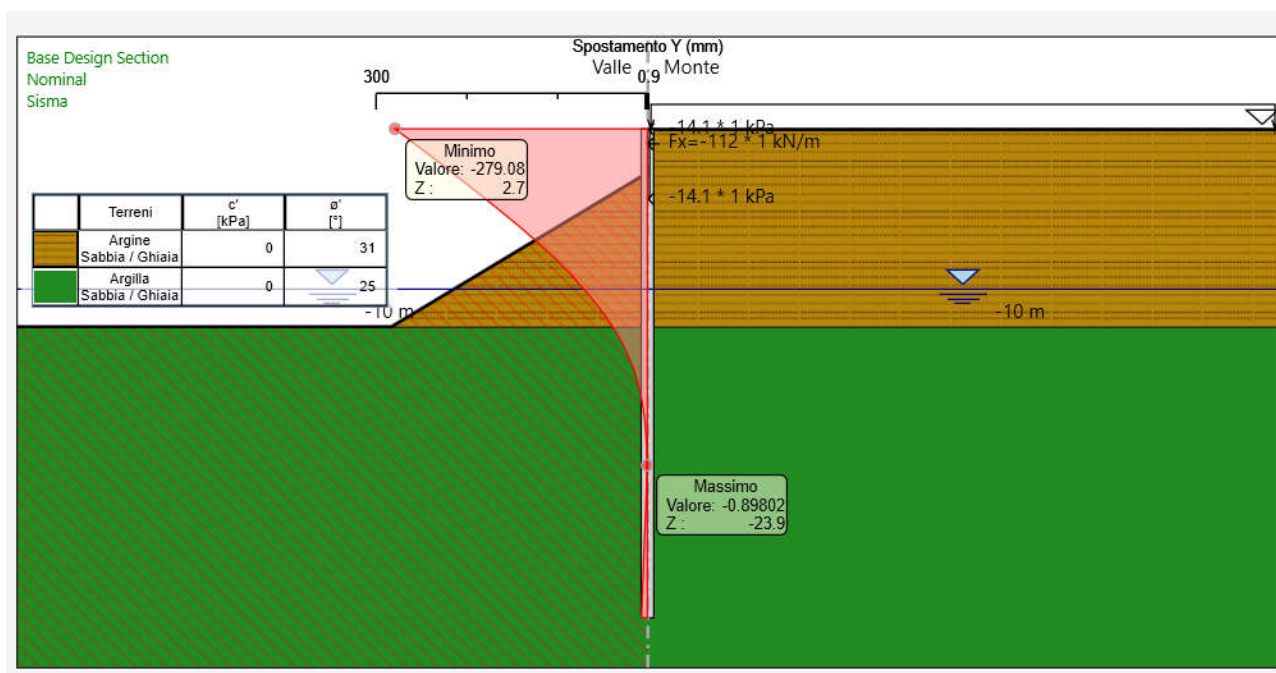 Base Design Section
Nominal
Sisma
Spostamento Y (mm)
Valle
Monte
300
0,9
-14.1 * 1 kPa
Fx=-112 * 1 kN/m
-14.1 * 1 kPa
Minimo
Valore: -279.08
Z : 2.7
Terreni c' [kPa] ø' [°]
Argine
Sabbia / Ghiaia 0 31
Argilla
Sabbia / Ghiaia 0 25
-10 m
-10 m
Massimo
Valore: -0.89802
Z : -23.9